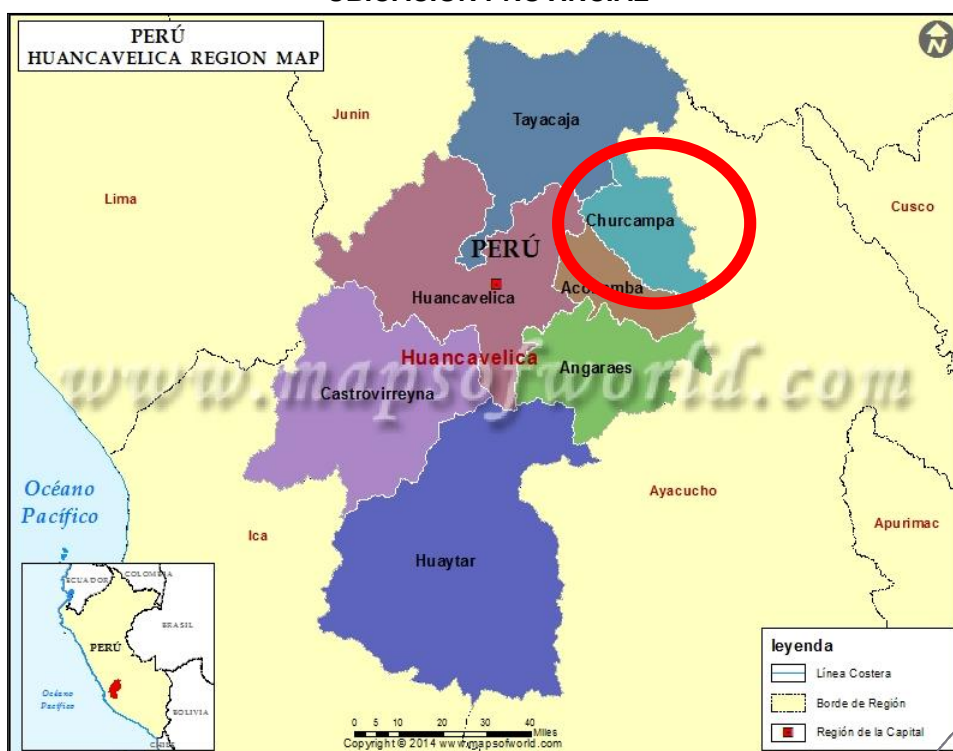 PERÚ
HUANCAVELICA REGION MAP
N
Junin
Tayacaja
Lima
Churcampa
Cusco
PERÚ
Huancavelica
Huancavelica
Angaraes
www.mapsofworld.com
Castrovirreyna
Océano
Pacífico
Ayacucho
Apurimac
Ica
Huaytar
ECUADOR
COLOMBIA
BRASIL
PERÚ
Océano
Pacífico
BOLIVIA
leyenda
Línea Costera
Borde de Región
Región de la Capital
0 5 10 20 30 40
Miles
Copyright © 2014 www.mapsofworld.com